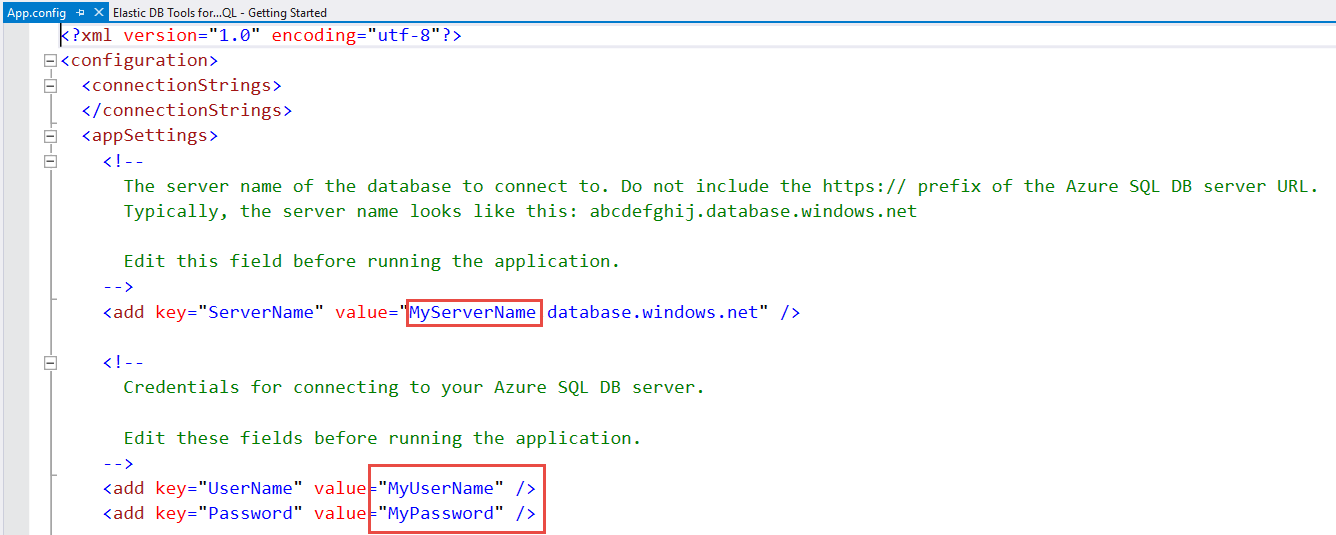 App.config Elastic DB Tools for...QL - Getting Started
<?xml version="1.0" encoding="utf-8"?>
<configuration>
<connectionStrings>
</connectionStrings>
<appSettings>
<!--
The server name of the database to connect to. Do not include the https:// prefix of the Azure SQL DB server URL.
Typically, the server name looks like this: abcdefghij.database.windows.net
Edit this field before running the application.
-->
<add key="ServerName" value="MyServerName database.windows.net" />
<!--
Credentials for connecting to your Azure SQL DB server.
Edit these fields before running the application.
-->
<add key="UserName" value="MyUserName" />
<add key="Password" value="MyPassword" />